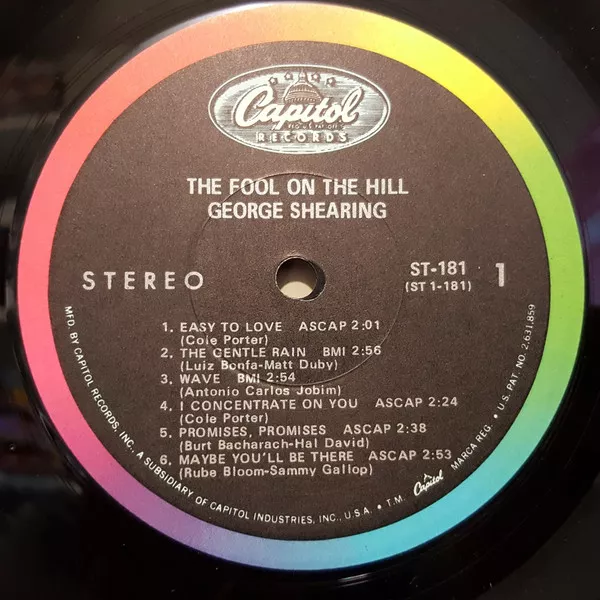 Capitol
RECORDS
THE FOOL ON THE HILL
GEORGE SHEARING
STEREO
ST-181
(ST 1-181)
1
1. EASY TO LOVE ASCAP 2:01
(Cole Porter)
2. THE GENTLE RAIN BMI 2:56
(Luiz Bonfa-Matt Duby)
3. WAVE BMI 2:54
(Antonio Carlos Jobim)
4. I CONCENTRATE ON YOU ASCAP 2:24
(Cole Porter)
5. PROMISES, PROMISES ASCAP 2:38
(Burt Bacharach-Hal David)
6. MAYBE YOU'LL BE THERE ASCAP 2:53
(Rube Bloom-Sammy Gallop)
MFD. BY CAPITOL RECORDS, INC., A SUBSIDIARY OF CAPITOL INDUSTRIES, INC., U.S.A. • T.M. Capitol MARCA REG. • U.S. PAT. NO. 2,631,859